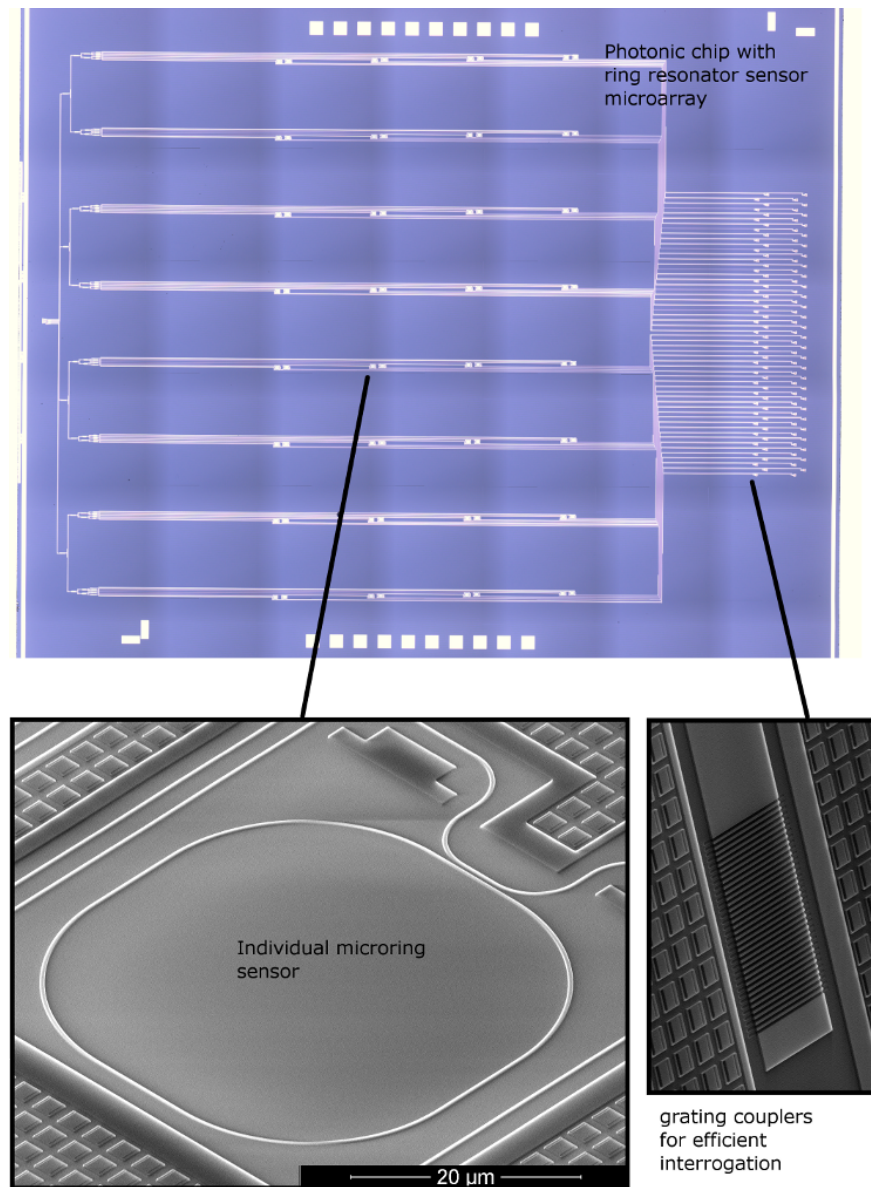 Photonic chip with
ring resonator sensor
microarray
Individual microring
sensor
20 µm
grating couplers
for efficient
interrogation